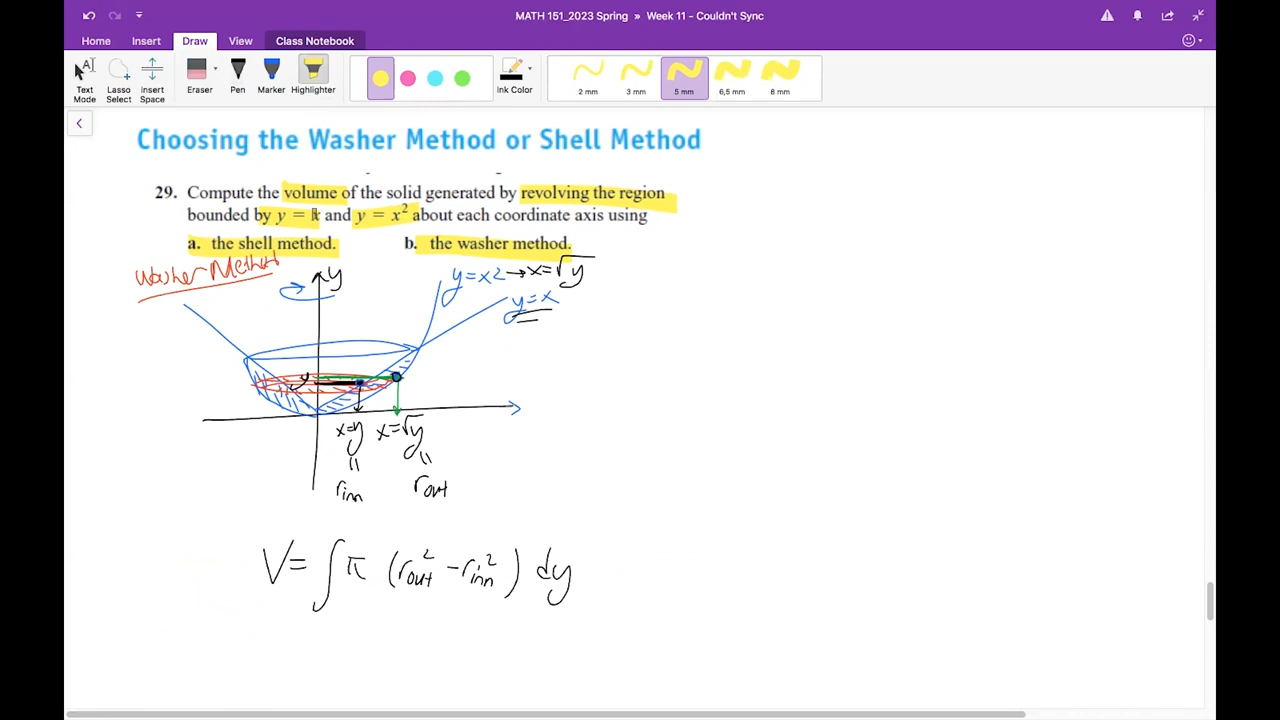 MATH 151_2023 Spring » Week 11 - Couldn't Sync
Home Insert Draw View Class Notebook
Text Mode Lasso Select Insert Space Eraser Pen Marker Highlighter Ink Color 2 mm 3 mm 5 mm 6,5 mm 8 mm
Choosing the Washer Method or Shell Method
29. Compute the volume of the solid generated by revolving the region
bounded by y = x and y = x² about each coordinate axis using
a. the shell method. b. the washer method.
Washer Method
y
y=x2 → x=√y
y=x
y
x=y x=√y
= =
rinn rout
V= ∫ π (rout² - rinn²) dy